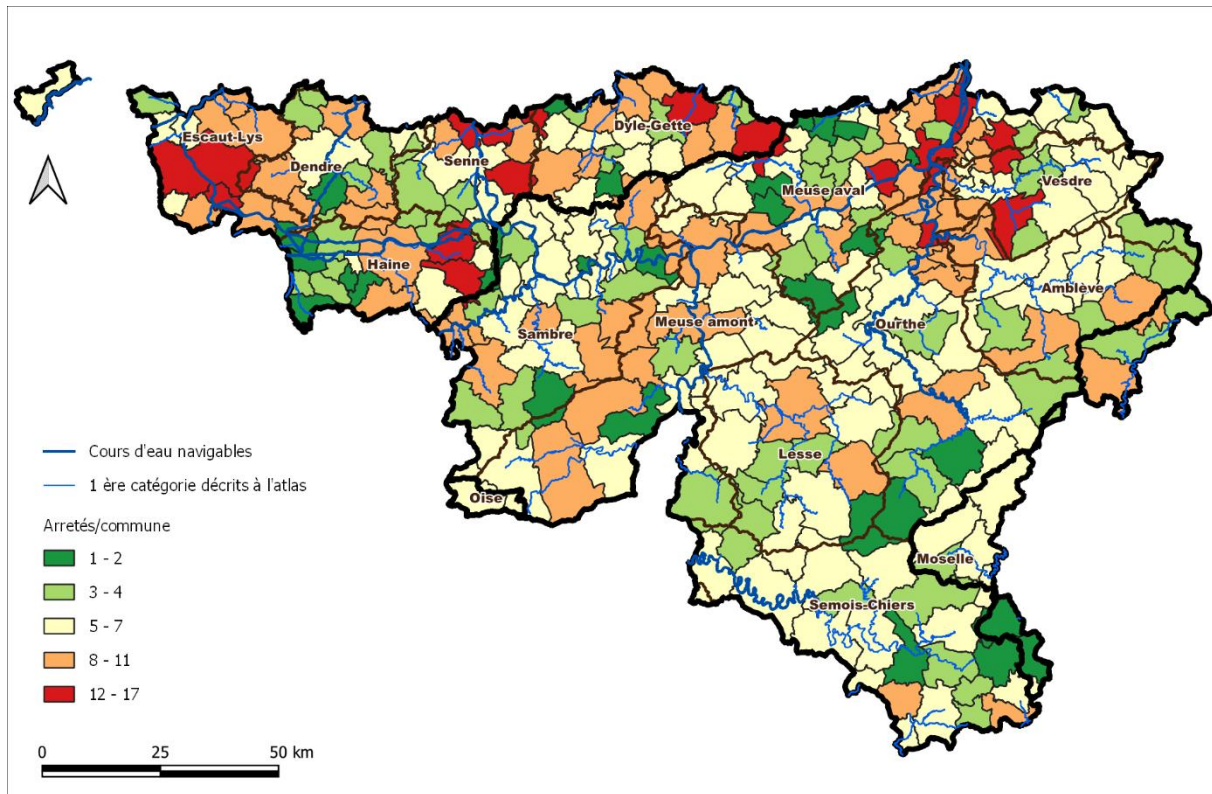 Escaut-Lys
Dendre
Senne
Dyle-Gette
Meuse aval
Vesdre
Haine
Amblève
Sambre
Meuse amont
Ourthe
Lesse
Oise
Moselle
Semois-Chiers
Cours d'eau navigables
1 ère catégorie décrits à l'atlas
Arretés/commune
1 - 2
3 - 4
5 - 7
8 - 11
12 - 17
0 25 50 km